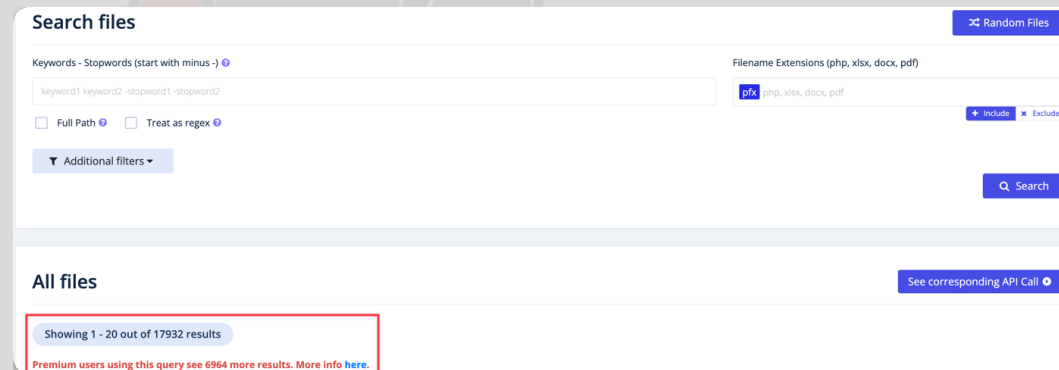 Search files
Random Files
Keywords - Stopwords (start with minus -)
Filename Extensions (php, xlsx, docx, pdf)
keyword1 keyword2 -stopword1 -stopword2
pfx php, xlsx, docx, pdf
+ Include × Exclude
Full Path Treat as regex
Additional filters
Search
All files
See corresponding API Call
Showing 1 - 20 out of 17932 results
Premium users using this query see 6964 more results. More info here.